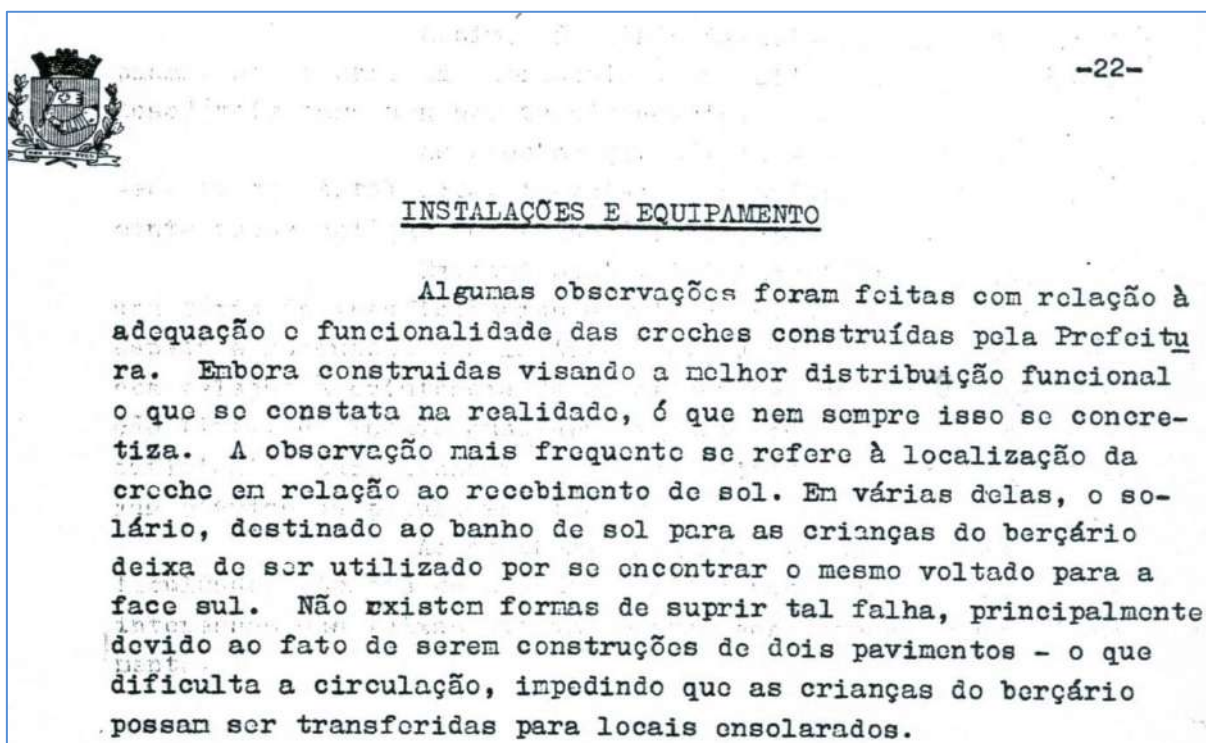 -22-
INSTALAÇÕES E EQUIPAMENTO
Algumas observações foram feitas com relação à
adequação e funcionalidade das creches construídas pela Prefeitu
ra. Embora construidas visando a melhor distribuição funcional
o que se constata na realidade, é que nem sempre isso se concre-
tiza. A observação mais frequente se refere à localização da
creche em relação ao recebimento de sol. Em várias delas, o so-
lário, destinado ao banho de sol para as crianças do berçário
deixa de ser utilizado por se encontrar o mesmo voltado para a
face sul. Não existem formas de suprir tal falha, principalmente
devido ao fato de serem construções de dois pavimentos - o que
dificulta a circulação, impedindo que as crianças do berçário
possam ser transferidas para locais ensolarados.